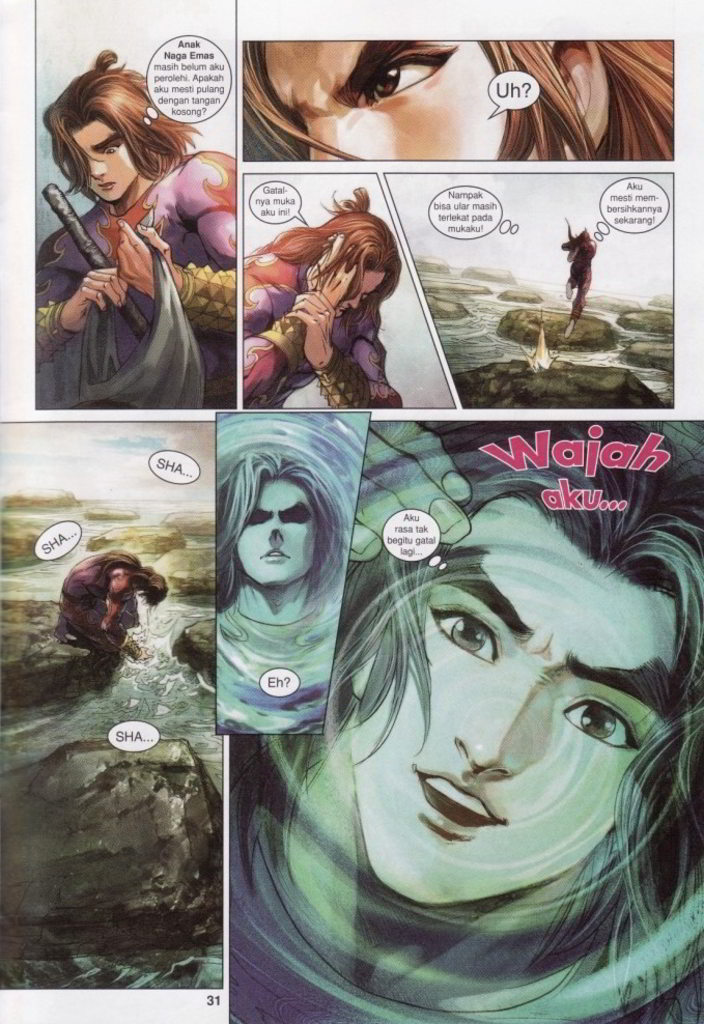 Anak
Naga Emas
masih belum aku
perolehi. Apakah
aku mesti pulang
dengan tangan
kosong?
Uh?
Gatal-
nya muka
aku ini!
Nampak
bisa ular masih
terlekat pada
mukaku!
Aku
mesti mem-
bersihkannya
sekarang!
SHA...
SHA...
SHA...
Eh?
Aku
rasa tak
begitu gatal
lagi...
Wajah
aku...
31